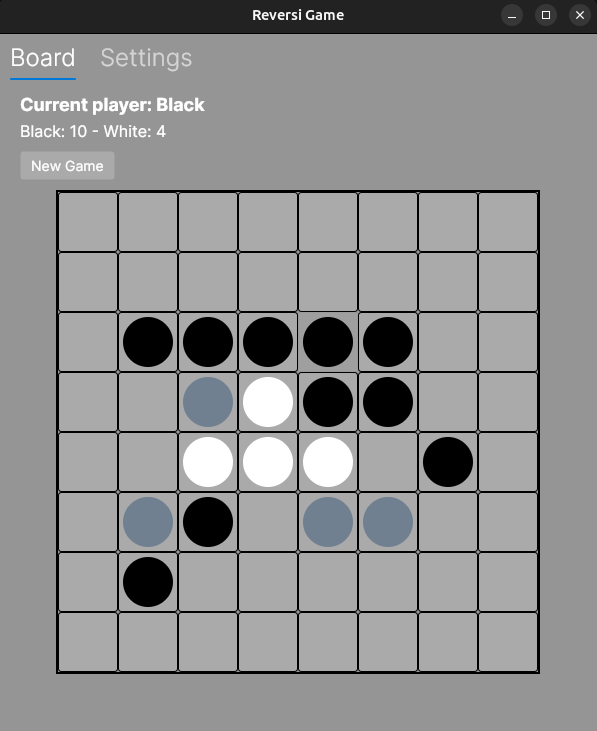 Reversi Game
Board Settings
Current player: Black
Black: 10 - White: 4
New Game